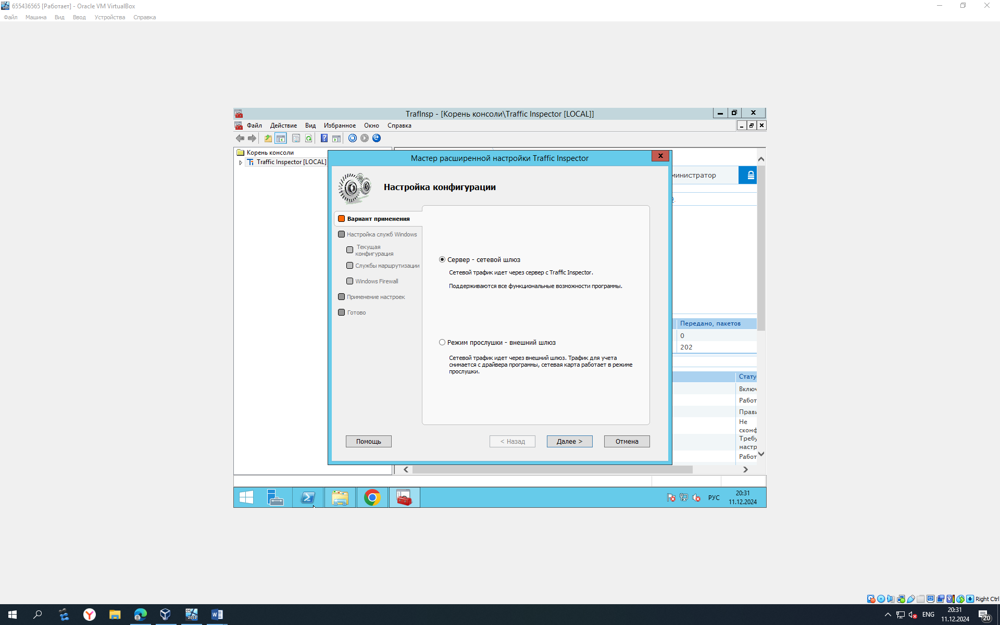 655436565 [Работает] - Oracle VM VirtualBox
Файл Машина Вид Ввод Устройства Справка
TrafInsp - [Корень консоли\Traffic Inspector [LOCAL]]
Файл Действие Вид Избранное Окно Справка
Корень консоли
Traffic Inspector [LOCAL]
Мастер расширенной настройки Traffic Inspector
министратор
Настройка конфигурации
Вариант применения
Настройка служб Windows
Текущая
конфигурация
Службы маршрутизации
Windows Firewall
Применение настроек
Готово
Сервер - сетевой шлюз
Сетевой трафик идет через сервер с Traffic Inspector.
Поддерживаются все функциональные возможности программы.
Режим прослушки - внешний шлюз
Сетевой трафик идет через внешний шлюз. Трафик для учета
снимается с драйвера программы, сетевая карта работает в режиме
прослушки.
Передано, пакетов
0
202
Стату
Включ
Работ
Прави
Не
сконф
Требу
настр
Работ
Помощь
< Назад
Далее >
Отмена
РУС
20:31
11.12.2024
Right Ctrl
ENG
20:31
11.12.2024
20